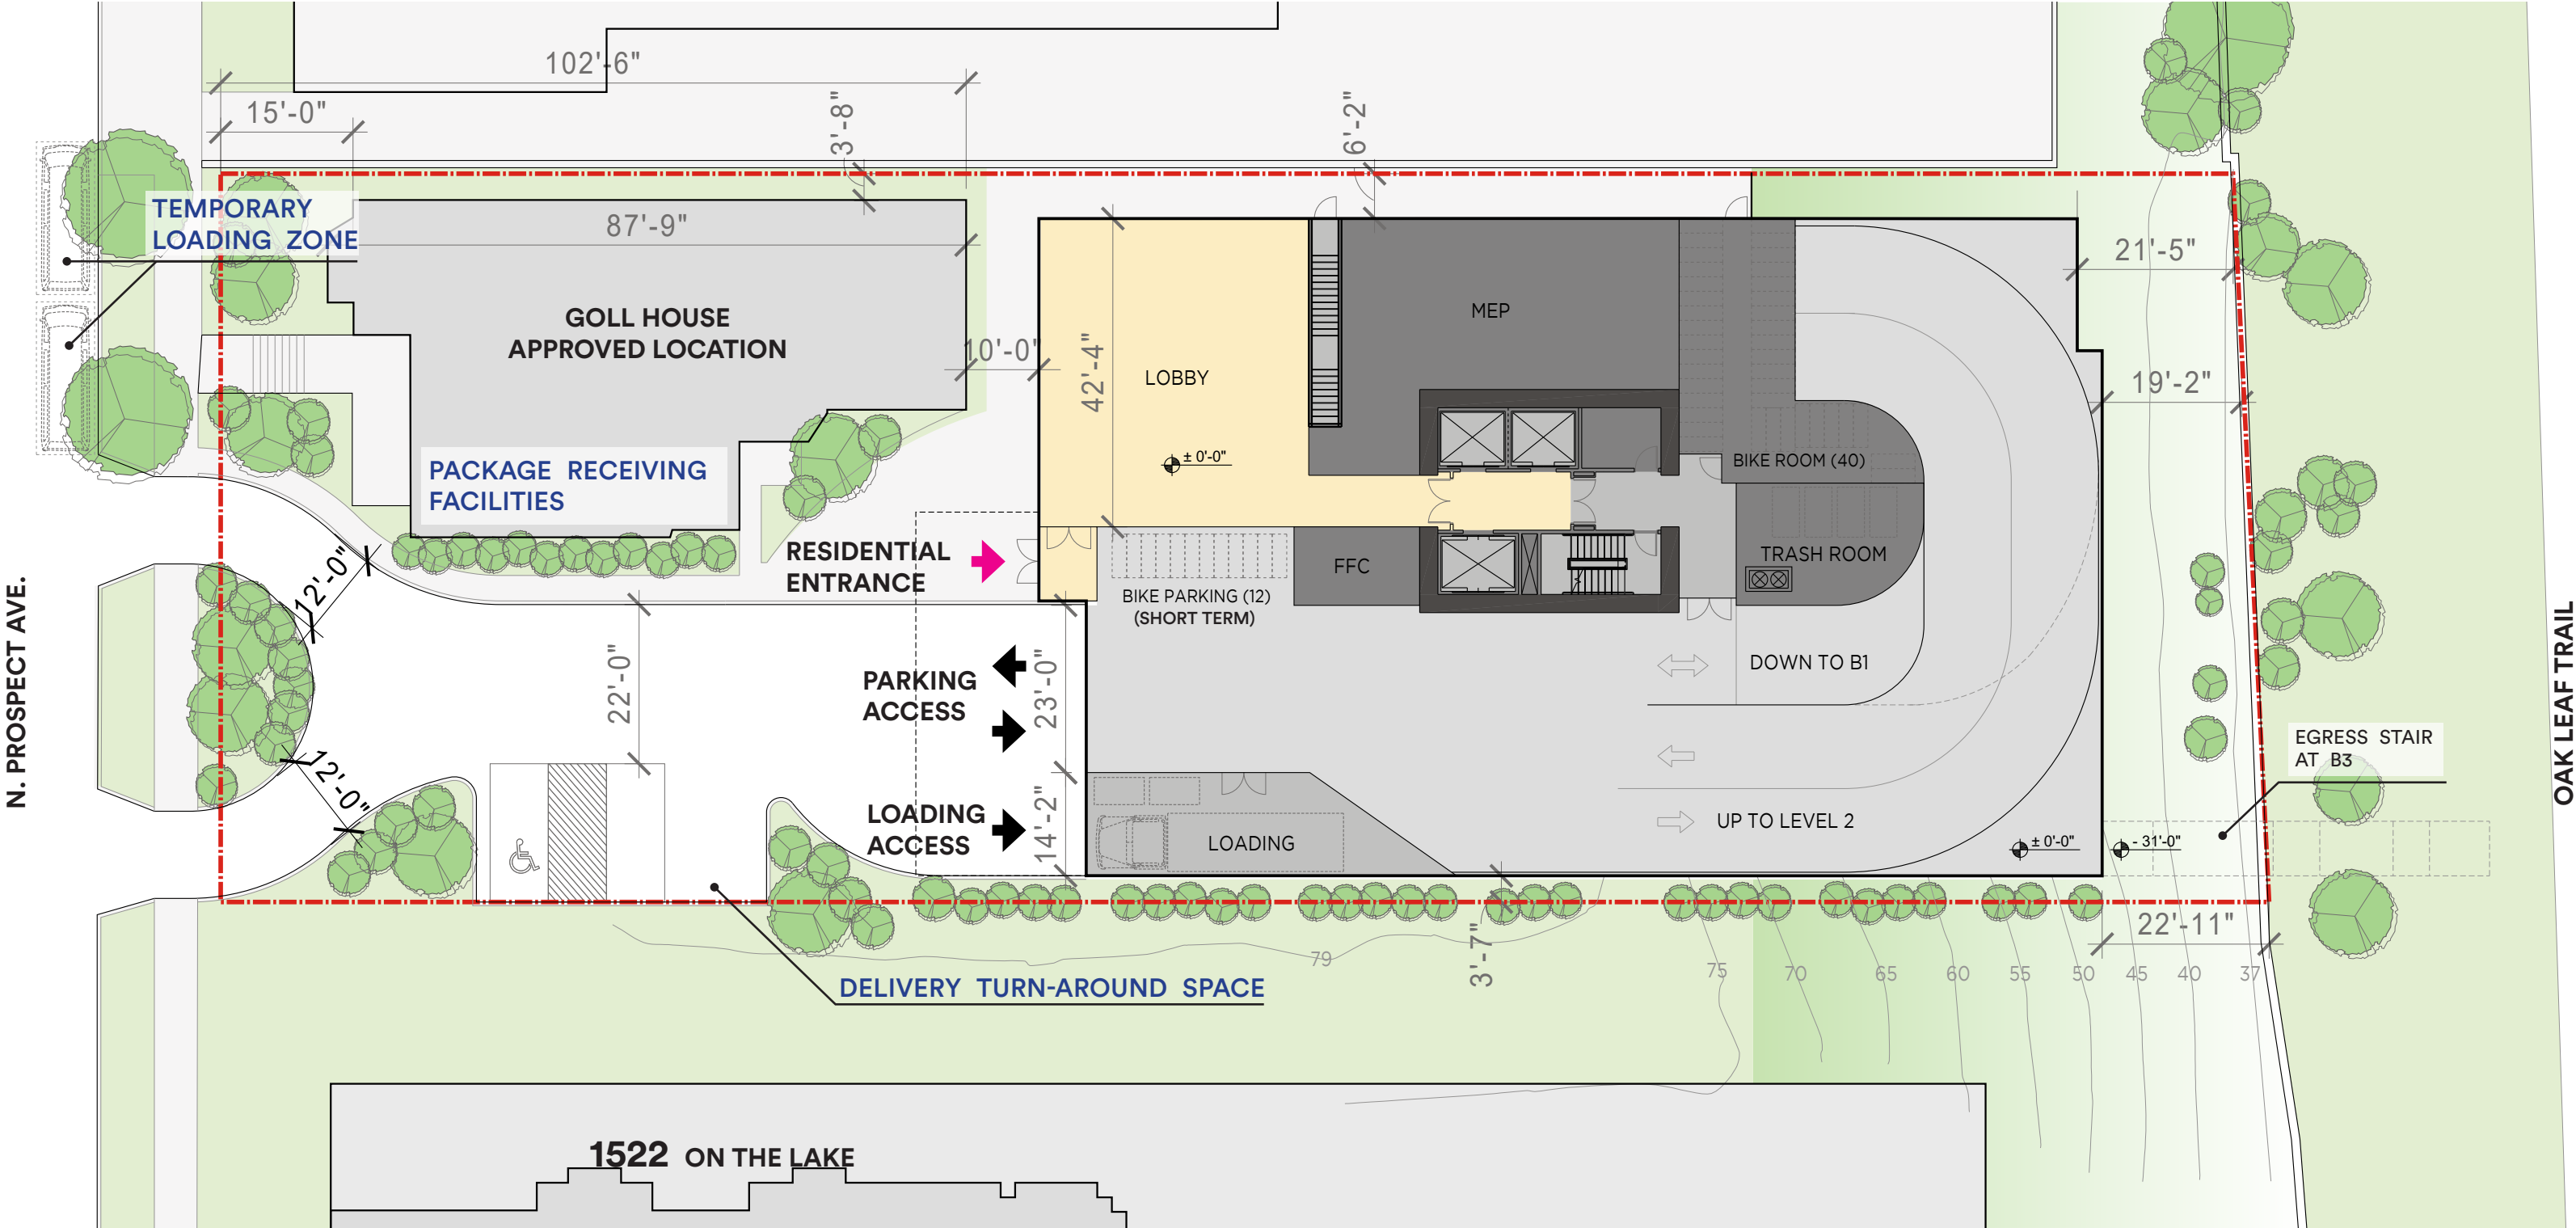 102'-6"
15'-0"
3'-8"
6'-2"
TEMPORARY
LOADING ZONE
87'-9"
21'-5"
GOLL HOUSE
APPROVED LOCATION
MEP
10'-0"
42'-4"
LOBBY
19'-2"
± 0'-0"
BIKE ROOM (40)
PACKAGE RECEIVING
FACILITIES
RESIDENTIAL
ENTRANCE
FFC
TRASH ROOM
BIKE PARKING (12)
(SHORT TERM)
12'-0"
N. PROSPECT AVE.
22'-0"
PARKING
ACCESS
23'-0"
DOWN TO B1
OAK LEAF TRAIL
EGRESS STAIR
AT B3
12'-0"
LOADING
ACCESS
14'-2"
LOADING
UP TO LEVEL 2
± 0'-0"
- 31'-0"
22'-11"
3'-7"
79
75
70
65
60
55
50
45
40
37
DELIVERY TURN-AROUND SPACE
1522 ON THE LAKE